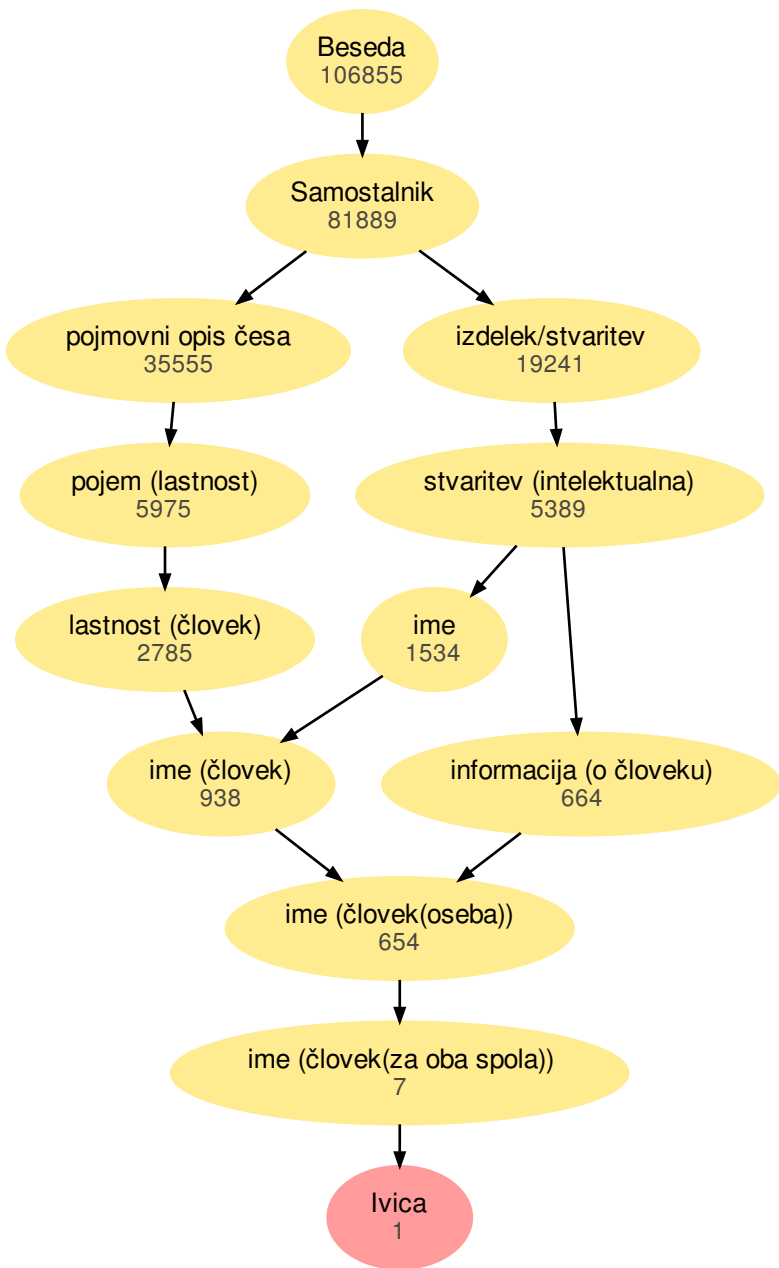 Beseda
106855
Samostalnik
81889
pojmovni opis česa
35555
izdelek/stvaritev
19241
pojem (lastnost)
5975
stvaritev (intelektualna)
5389
lastnost (človek)
2785
ime
1534
ime (človek)
938
informacija (o človeku)
664
ime (človek(oseba))
654
ime (človek(za oba spola))
7
Ivica
1